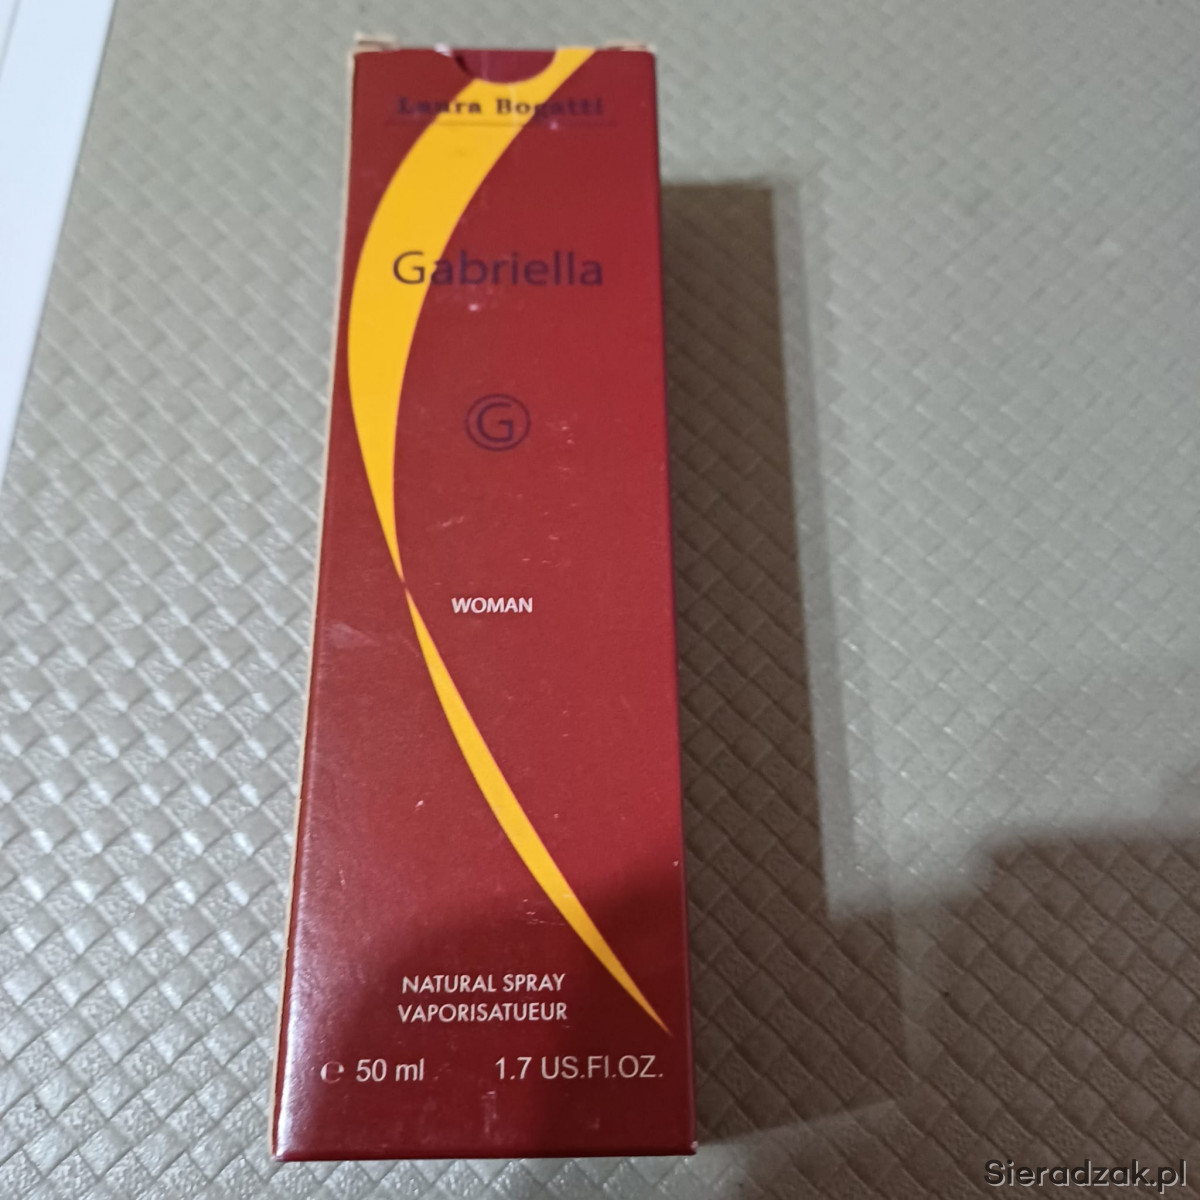 Laura Bogatti
Gabriella
G
WOMAN
NATURAL SPRAY
VAPORISATUEUR
℮ 50 ml 1.7 US.Fl.OZ.
Sieradzak.pl